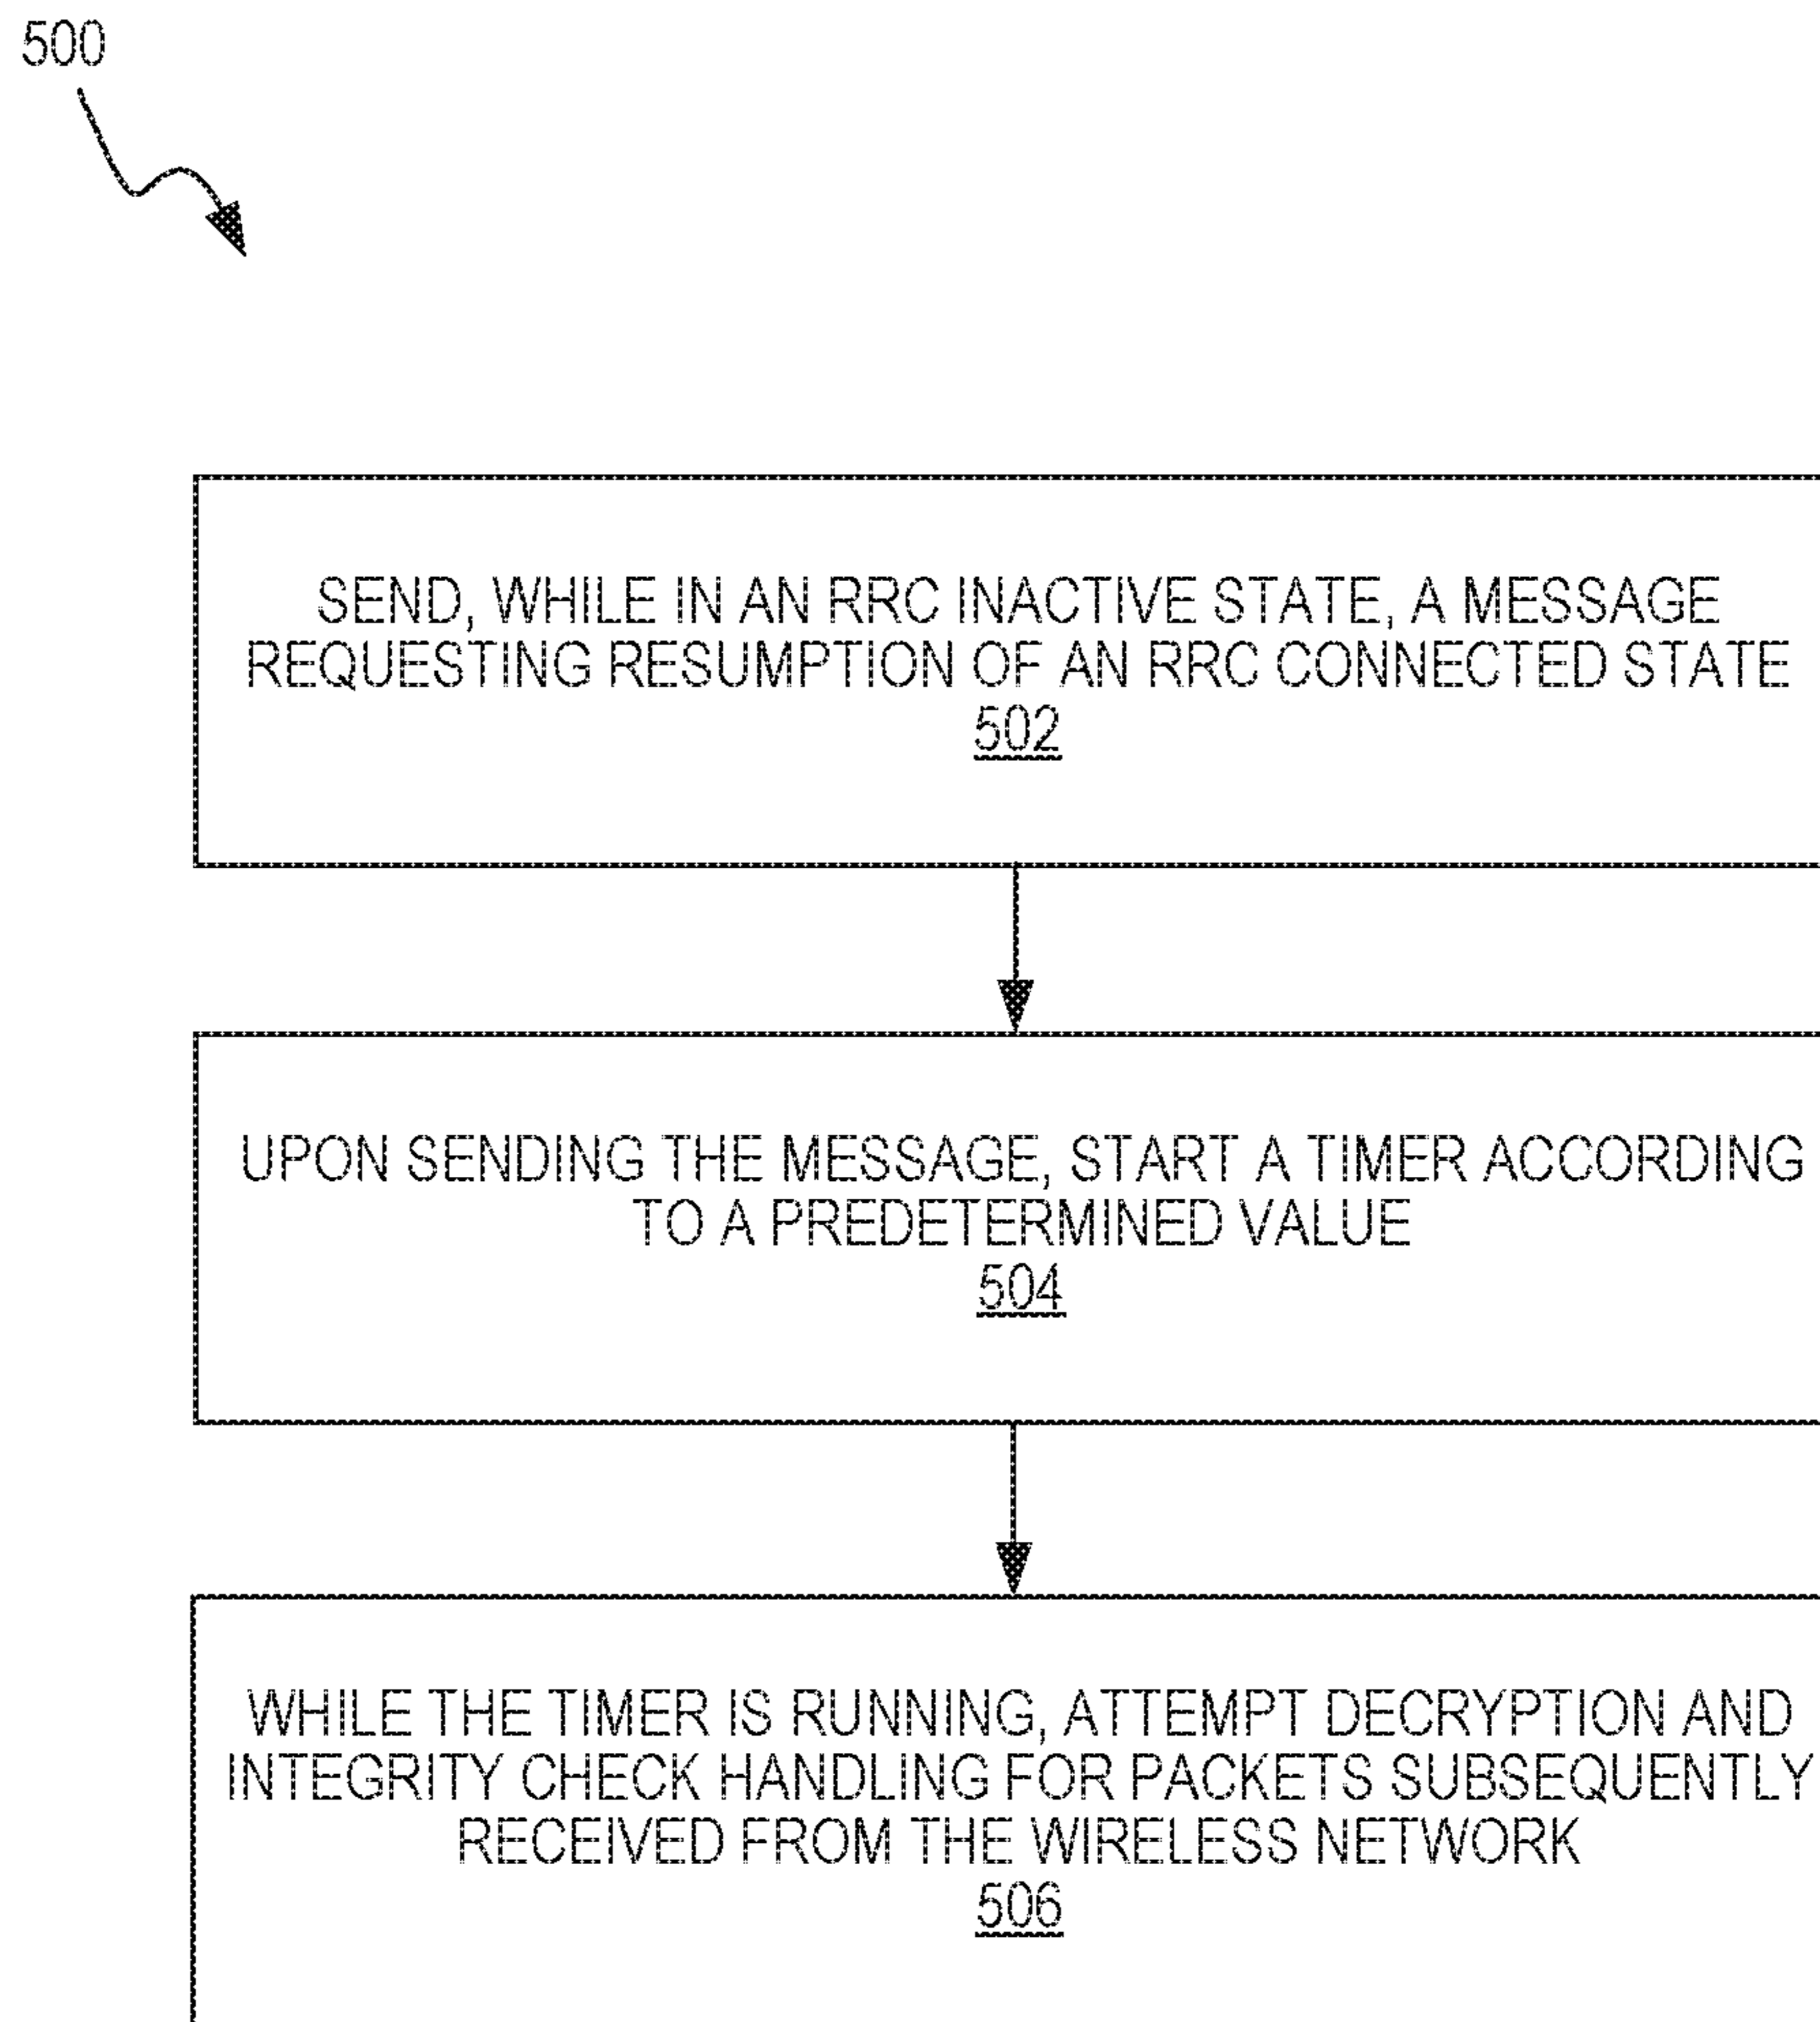 500
SEND, WHILE IN AN RRC INACTIVE STATE, A MESSAGE
REQUESTING RESUMPTION OF AN RRC CONNECTED STATE
502
UPON SENDING THE MESSAGE, START A TIMER ACCORDING
TO A PREDETERMINED VALUE
504
WHILE THE TIMER IS RUNNING, ATTEMPT DECRYPTION AND
INTEGRITY CHECK HANDLING FOR PACKETS SUBSEQUENTLY
RECEIVED FROM THE WIRELESS NETWORK
506